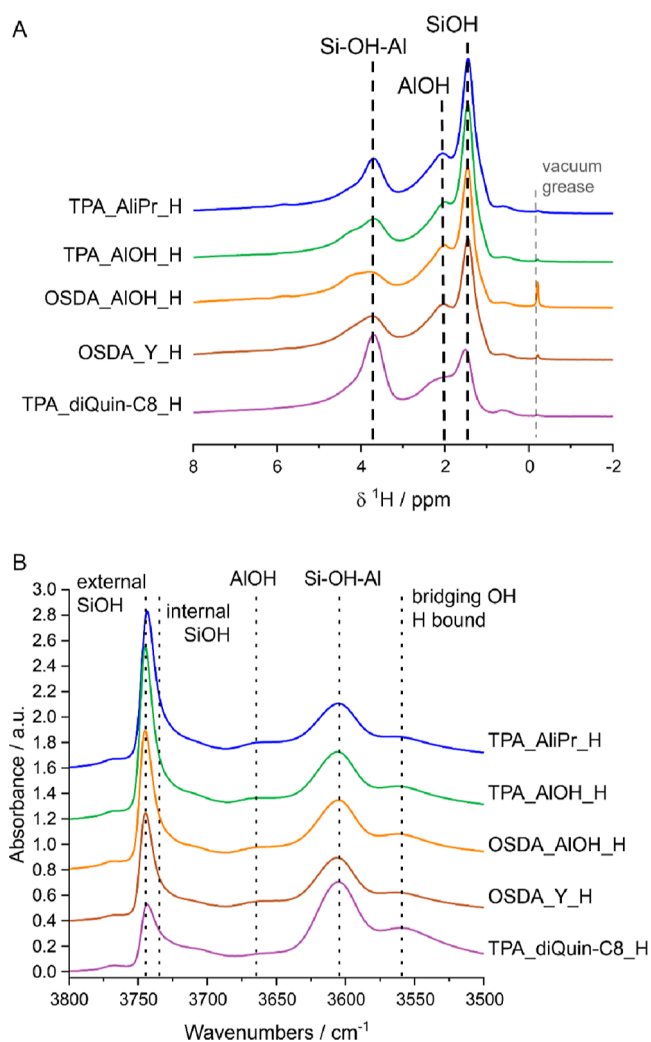 A
Si-OH-Al
SiOH
AlOH
vacuum
grease
TPA_AliPr_H
TPA_AlOH_H
OSDA_AlOH_H
OSDA_Y_H
TPA_diQuin-C8_H
8 6 4 2 0 -2
δ ¹H / ppm
B
external
SiOH
internal
SiOH
AlOH
Si-OH-Al
bridging OH
H bound
3.0
2.8
2.6
2.4
2.2
2.0
1.8
1.6
1.4
1.2
1.0
0.8
0.6
0.4
0.2
0.0
Absorbance / a.u.
TPA_AliPr_H
TPA_AlOH_H
OSDA_AlOH_H
OSDA_Y_H
TPA_diQuin-C8_H
3800 3750 3700 3650 3600 3550 3500
Wavenumbers / cm⁻¹